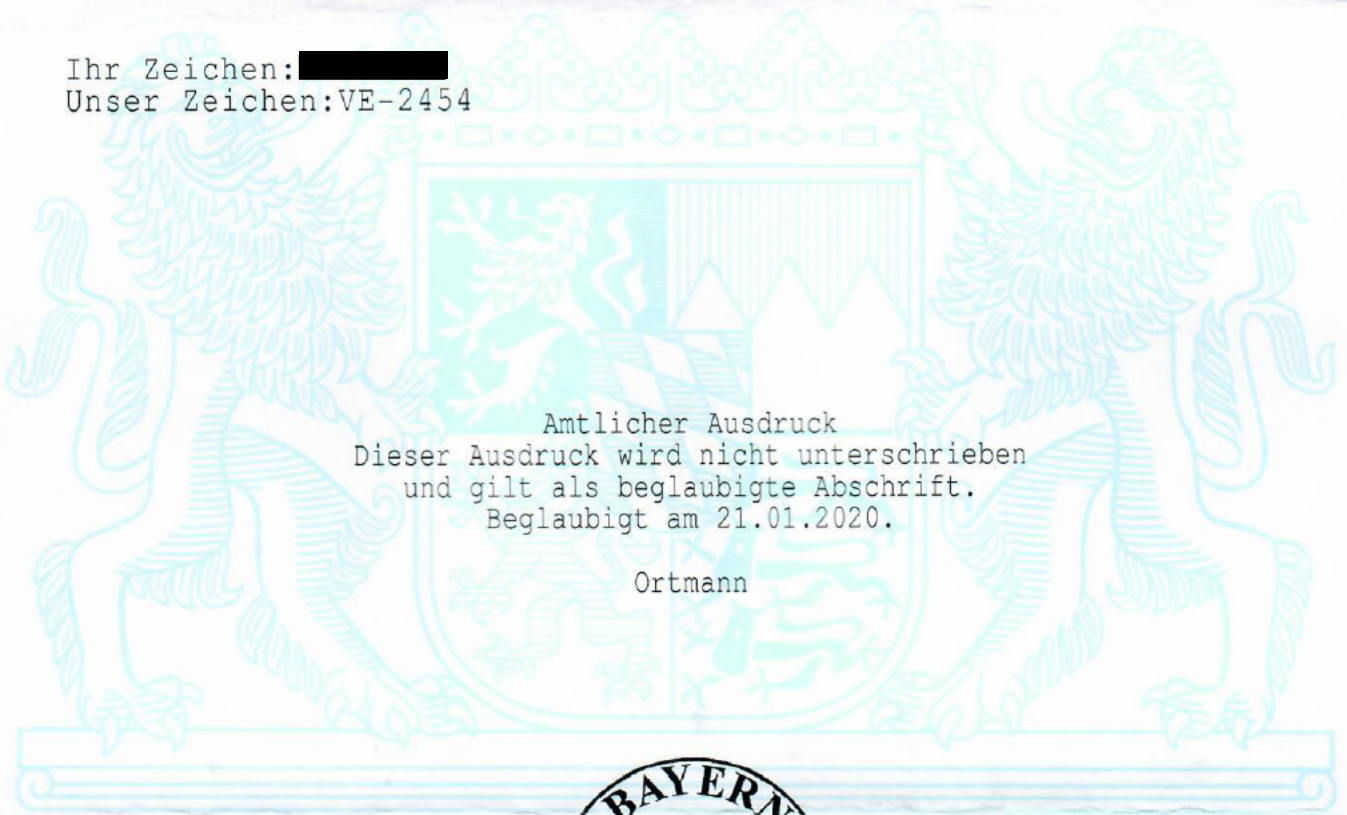 Ihr Zeichen:
Unser Zeichen:VE-2454
Amtlicher Ausdruck
Dieser Ausdruck wird nicht unterschrieben
und gilt als beglaubigte Abschrift.
Beglaubigt am 21.01.2020.
Ortmann
BAYERN